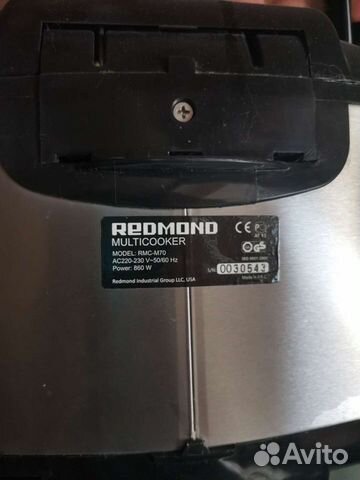 REDMOND
MULTICOOKER
MODEL: RMC-M70
AC220-230 V~50/60 Hz
Power: 860 W
Redmond Industrial Group LLC, USA
CE P
S/N 0030543
Avito